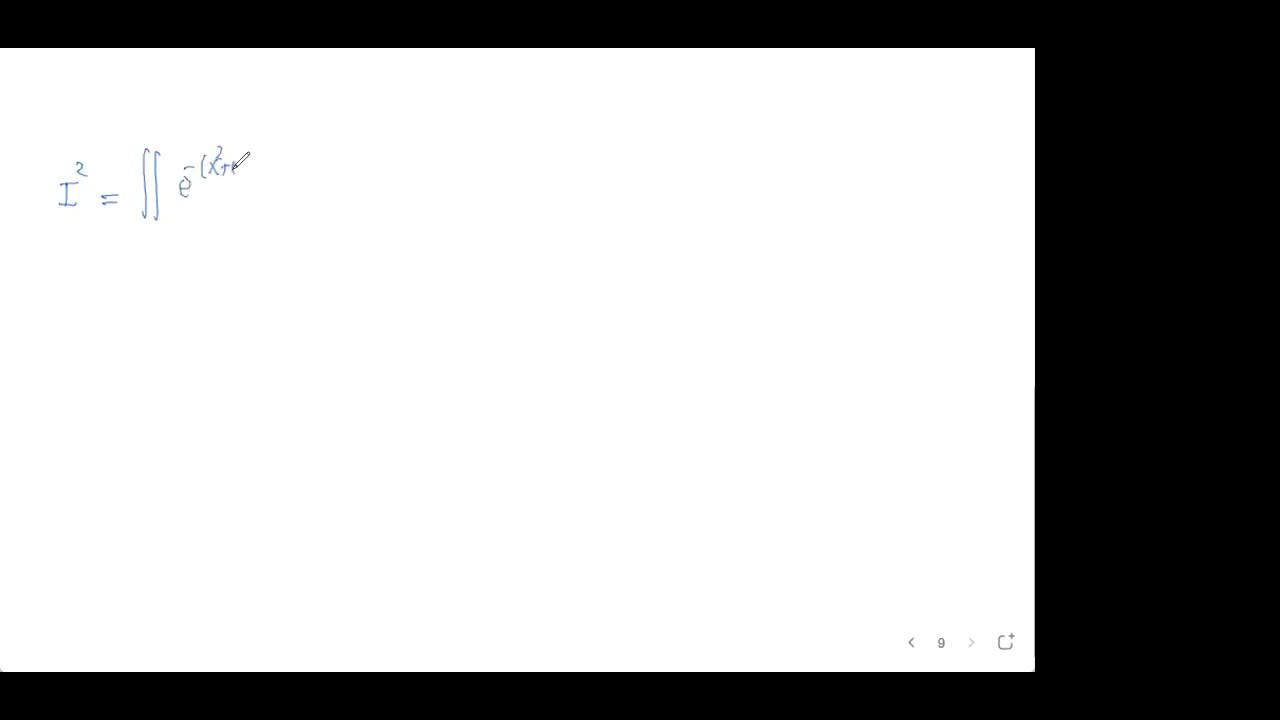 I² = ∬ e^-(x²+
9